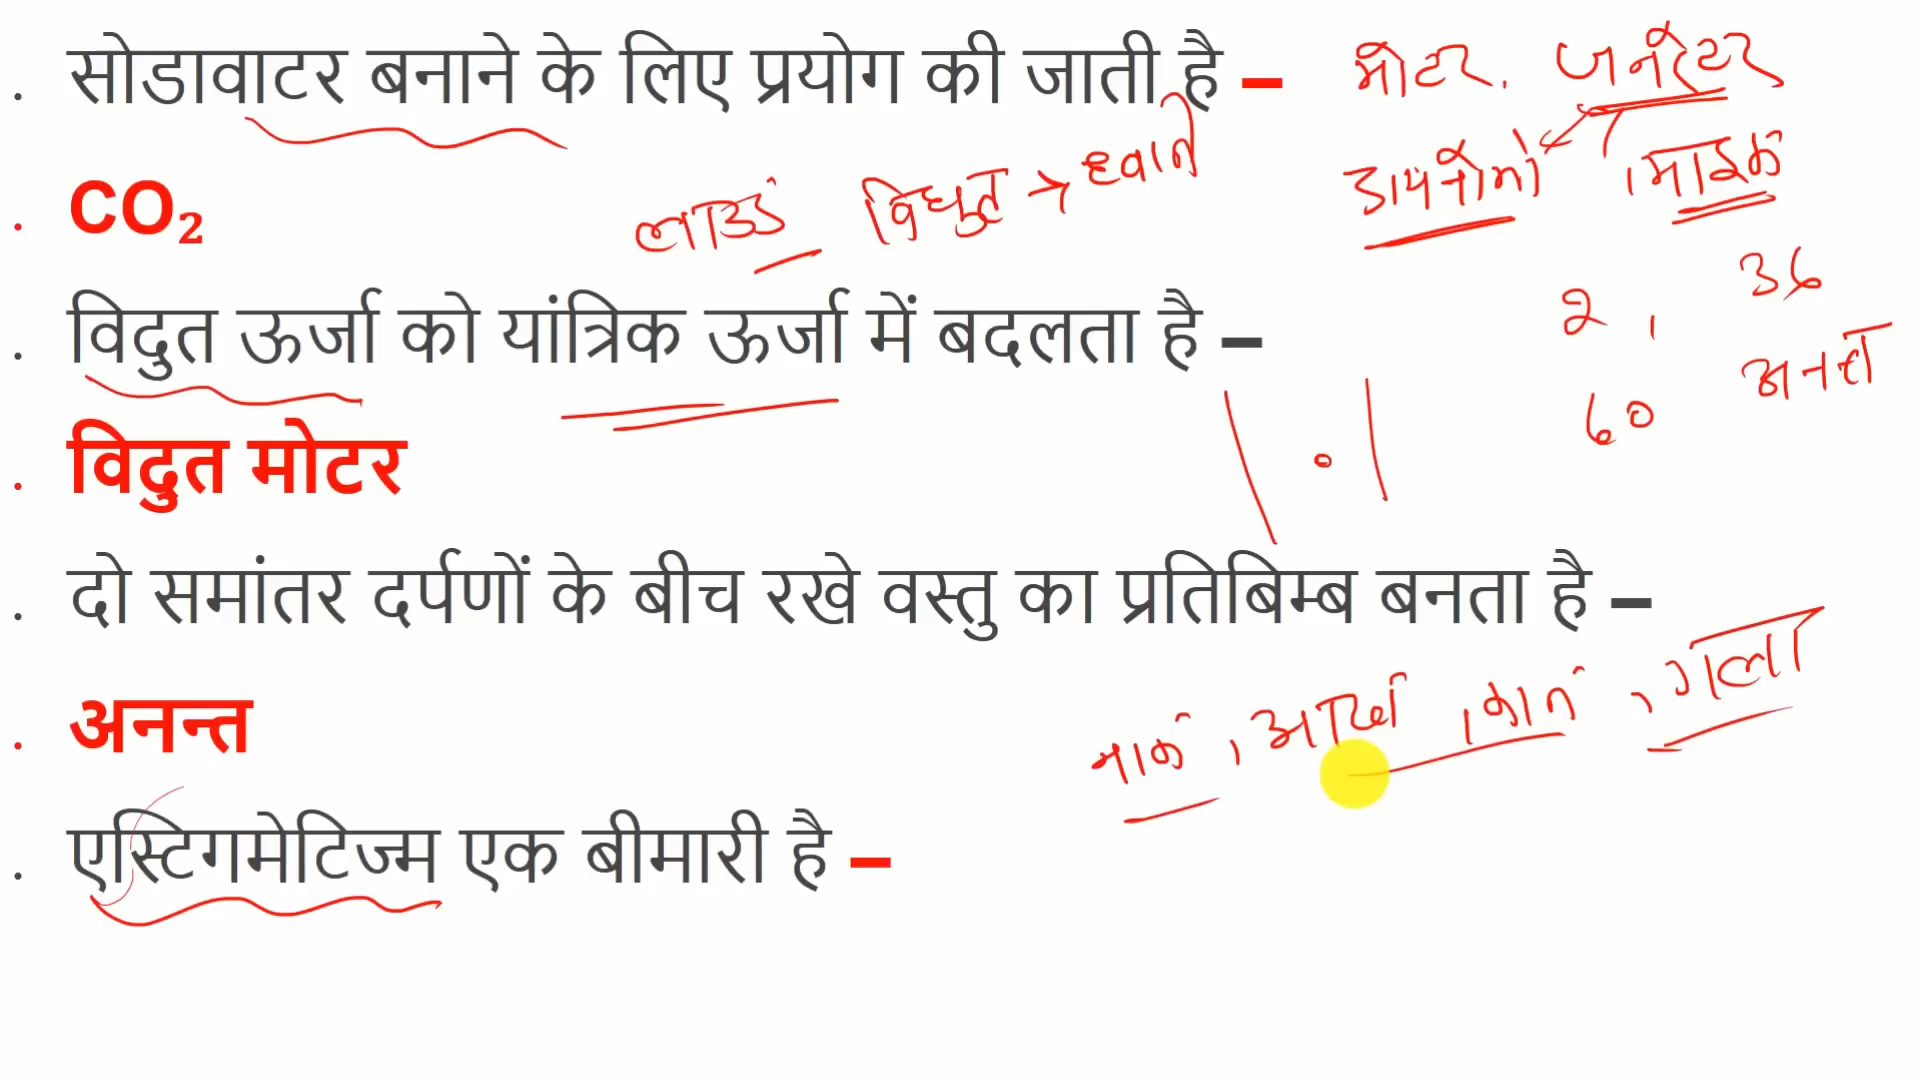 . सोडावाटर बनाने के लिए प्रयोग की जाती है –
मोटर, जनरेटर
डायनोमो, माइक
. CO₂
लाउड विधुत → ध्वनि
. विदुत ऊर्जा को यांत्रिक ऊर्जा में बदलता है –
2, 36
60 अनन्त
. विदुत मोटर
. दो समांतर दर्पणों के बीच रखे वस्तु का प्रतिबिम्ब बनता है –
. अनन्त
नाक, आँख, कान, गला
. एस्टिगमेटिज्म एक बीमारी है –